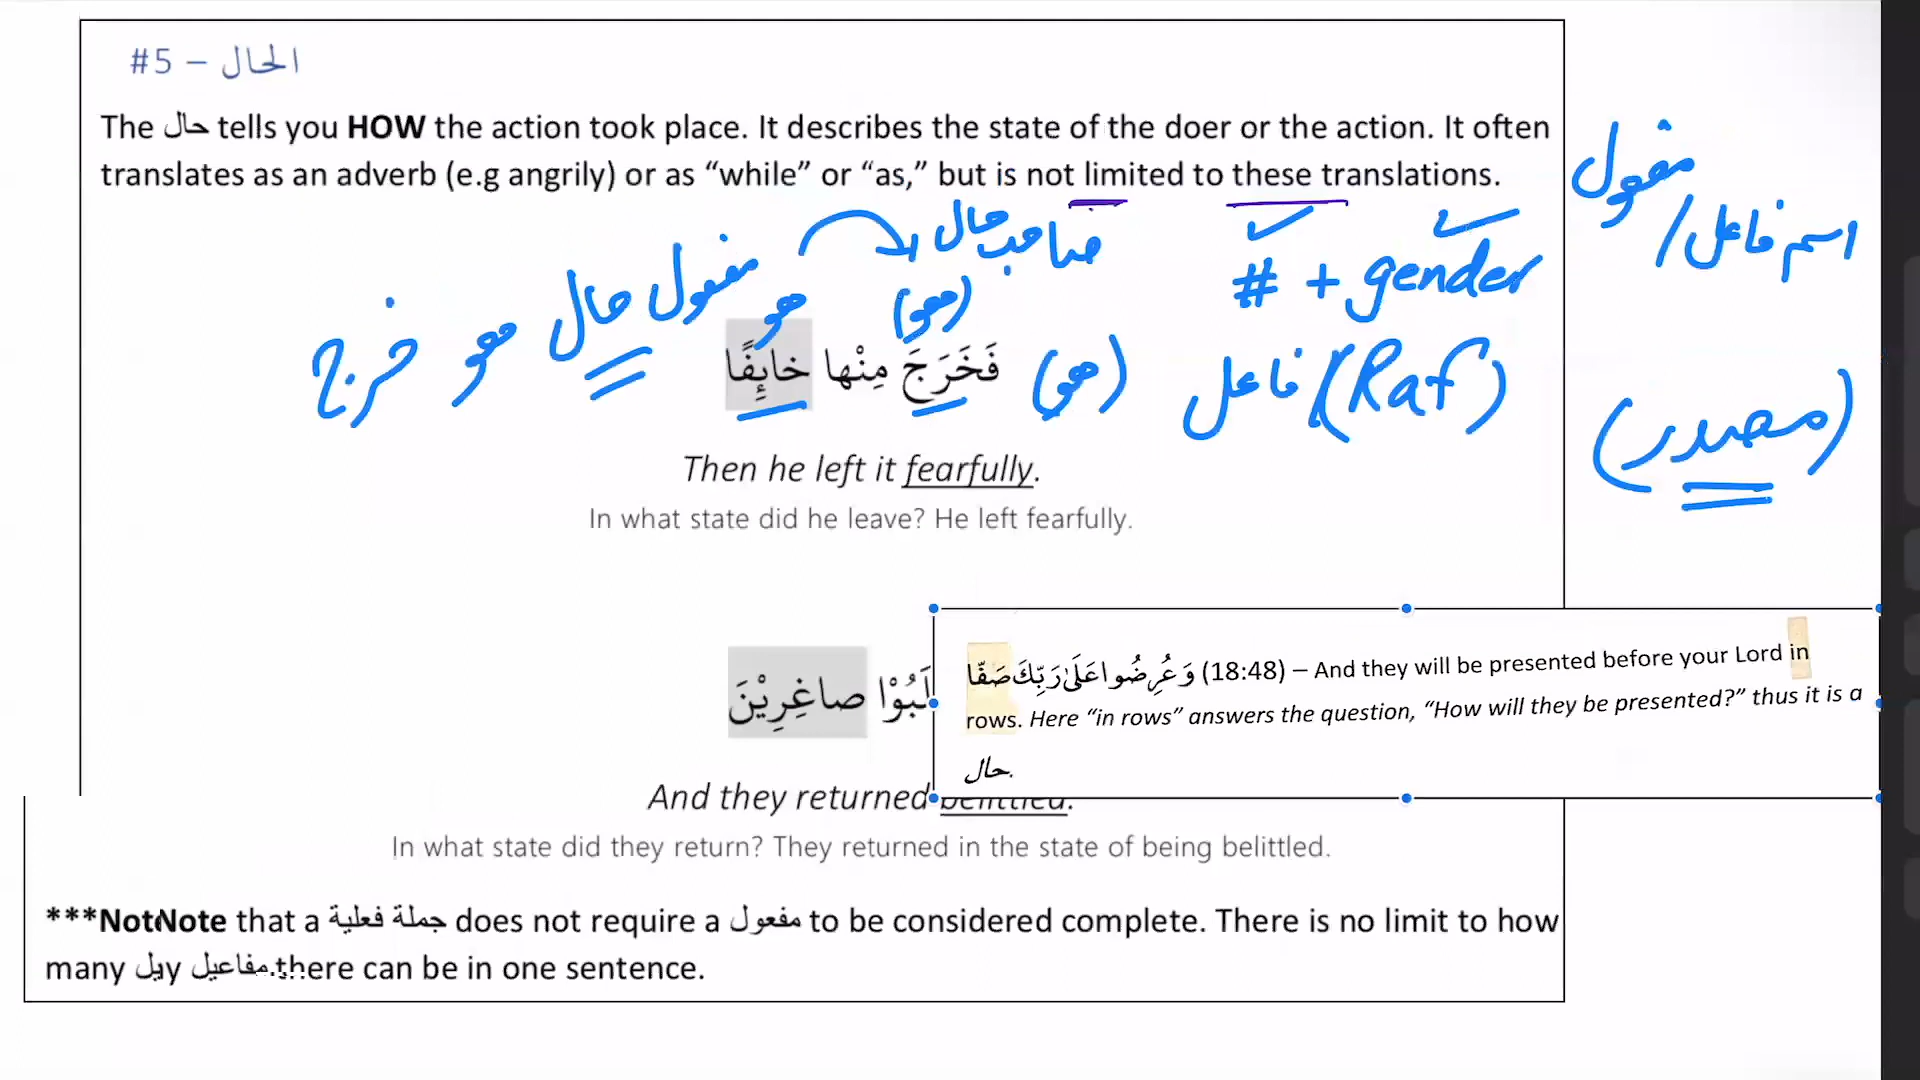 #5 – الحال
The حال tells you HOW the action took place. It describes the state of the doer or the action. It often
translates as an adverb (e.g angrily) or as “while” or “as,” but is not limited to these translations.
مفعول
اسم فاعل /
صاحب حال
# + gender
(هو)
هو
مفعول حال
هو
خرج
فَخَرَجَ مِنْها خائِفًا
(هو)
فاعل (Raf)
(مصدر)
Then he left it fearfully.
In what state did he leave? He left fearfully.
وَعُرِضُوا عَلَىٰ رَبِّكَ صَفًّا (18:48) – And they will be presented before your Lord in
rows. Here “in rows” answers the question, “How will they be presented?” thus it is a
حال.
لَبُوْا صاغِرِيْنَ
And they returned belittled.
In what state did they return? They returned in the state of being belittled.
***Note that a جملة فعلية does not require a مفعول to be considered complete. There is no limit to how
many مفاعيل there can be in one sentence.